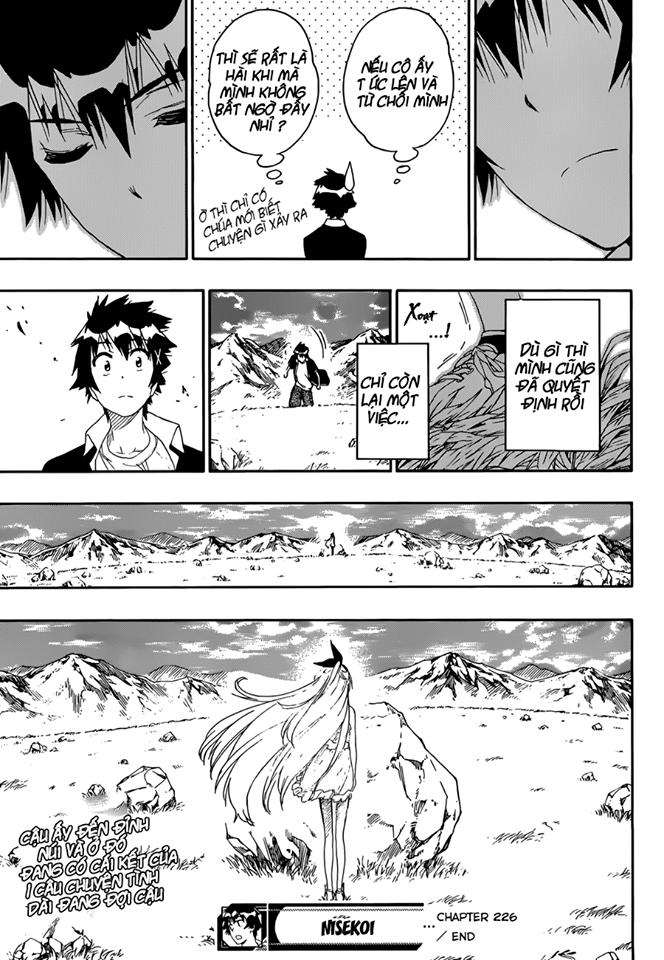 NẾU CÔ ẤY
TỨC LÊN VÀ
TỪ CHỐI MÌNH
THÌ SẼ RẤT LÀ
HÀI KHI MÀ
MÌNH KHÔNG
BẤT NGỜ ĐẤY
NHỈ ?
Ở THÌ CHỈ CÓ
CHÚA MỚI BIẾT
CHUYỆN GÌ XẢY RA
DÙ GÌ THÌ
MÌNH CŨNG
ĐÃ QUYẾT
ĐỊNH RỒI
Xoạt
...!
CHỈ CÒN
LẠI MỘT
VIỆC...
CẬU ẤY ĐẾN ĐỈNH
NÚI VÀ Ở ĐÓ
ĐANG CÓ CÁI KẾT CỦA
1 CÂU CHUYỆN TÌNH
DÀI ĐANG ĐỢI CẬU
NISEKOI
... CHAPTER 226
/ END